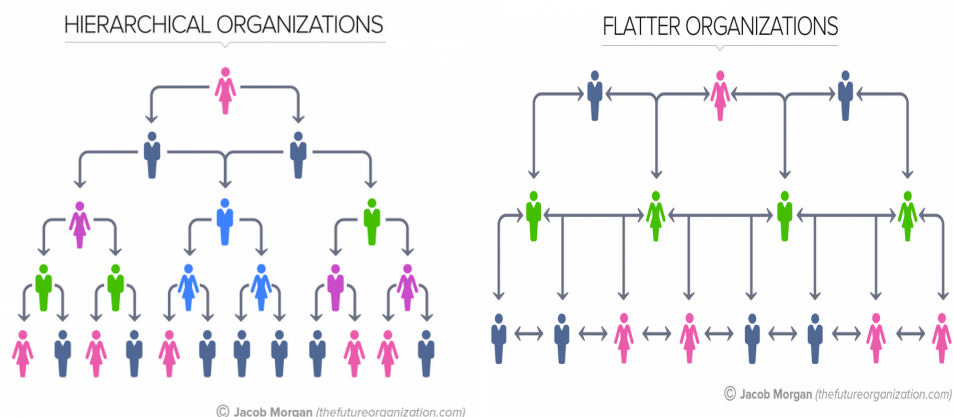 HIERARCHICAL ORGANIZATIONS
© Jacob Morgan (thefutureorganization.com)
FLATTER ORGANIZATIONS
© Jacob Morgan (thefutureorganization.com)